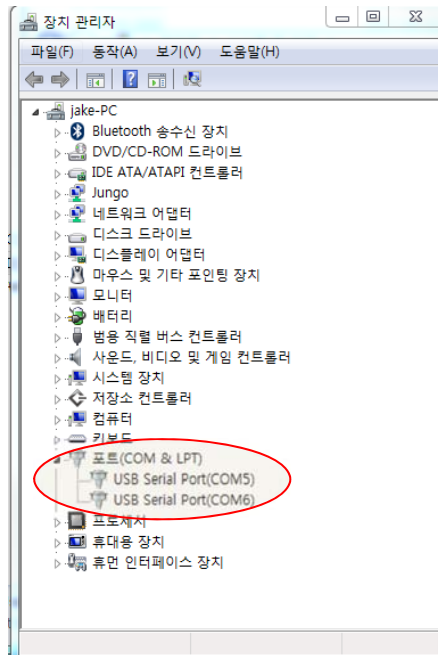 장치 관리자
파일(F) 동작(A) 보기(V) 도움말(H)
jake-PC
Bluetooth 송수신 장치
DVD/CD-ROM 드라이브
IDE ATA/ATAPI 컨트롤러
Jungo
네트워크 어댑터
디스크 드라이브
디스플레이 어댑터
마우스 및 기타 포인팅 장치
모니터
배터리
범용 직렬 버스 컨트롤러
사운드, 비디오 및 게임 컨트롤러
시스템 장치
저장소 컨트롤러
컴퓨터
키보드
포트(COM & LPT)
USB Serial Port(COM5)
USB Serial Port(COM6)
프로세서
휴대용 장치
휴먼 인터페이스 장치